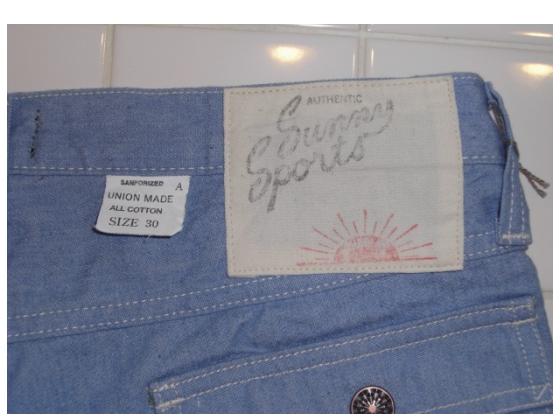 SANFORIZED A
UNION MADE
ALL COTTON
SIZE 30
AUTHENTIC
Sunny
Sports